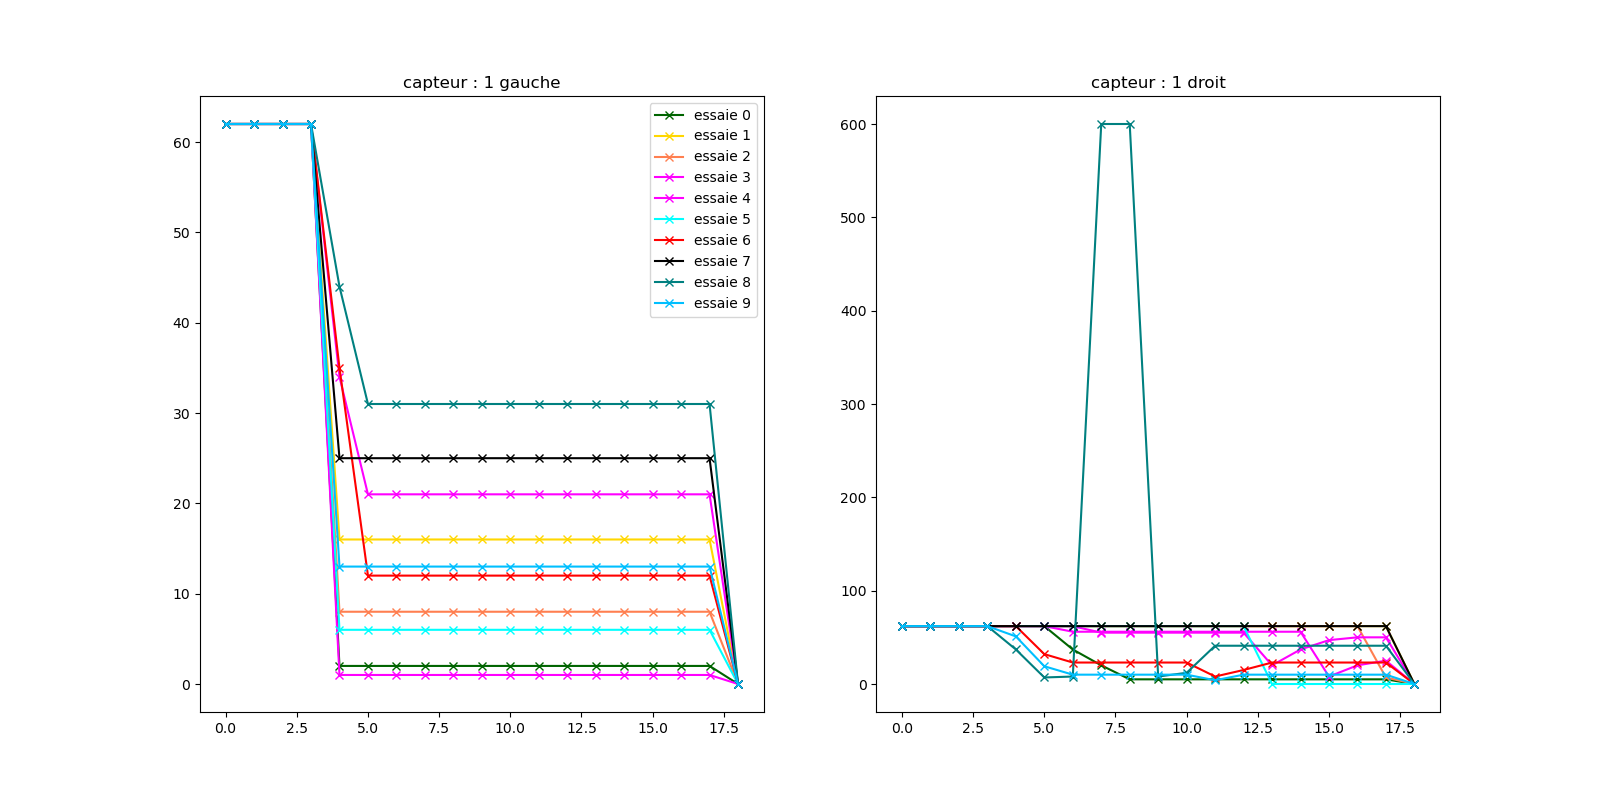 capteur : 1 gauche
60
50
40
30
20
10
0
0.0 2.5 5.0 7.5 10.0 12.5 15.0 17.5
essaie 0
essaie 1
essaie 2
essaie 3
essaie 4
essaie 5
essaie 6
essaie 7
essaie 8
essaie 9
capteur : 1 droit
600
500
400
300
200
100
0
0.0 2.5 5.0 7.5 10.0 12.5 15.0 17.5